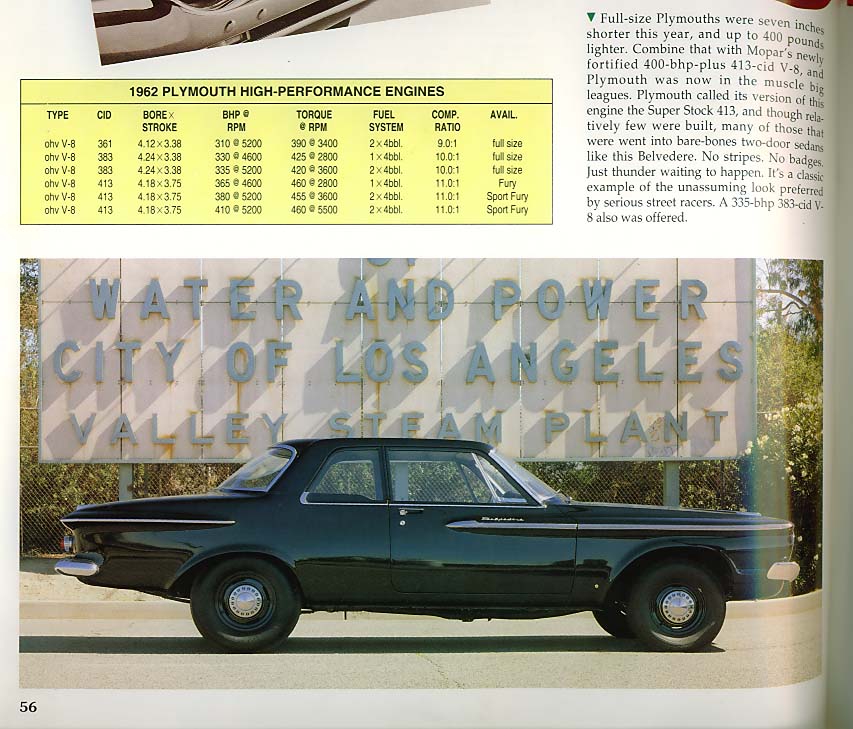 ▼ Full-size Plymouths were seven inches
shorter this year, and up to 400 pounds
lighter. Combine that with Mopar's newly
fortified 400-bhp-plus 413-cid V-8, and
Plymouth was now in the muscle big
leagues. Plymouth called its version of this
engine the Super Stock 413, and though rela-
tively few were built, many of those that
were went into bare-bones two-door sedans
like this Belvedere. No stripes. No badges.
Just thunder waiting to happen. It's a classic
example of the unassuming look preferred
by serious street racers. A 335-bhp 383-cid V-
8 also was offered.
1962 PLYMOUTH HIGH-PERFORMANCE ENGINES
TYPE CID BORE× STROKE BHP @ RPM TORQUE @ RPM FUEL SYSTEM COMP. RATIO AVAIL.
ohv V-8 361 4.12×3.38 310 @ 5200 390 @ 3400 2×4bbl. 9.0:1 full size
ohv V-8 383 4.24×3.38 330 @ 4600 425 @ 2800 1×4bbl. 10.0:1 full size
ohv V-8 383 4.24×3.38 335 @ 5200 420 @ 3600 2×4bbl. 10.0:1 full size
ohv V-8 413 4.18×3.75 365 @ 4600 460 @ 2800 1×4bbl. 11.0:1 Fury
ohv V-8 413 4.18×3.75 380 @ 5200 455 @ 3600 2×4bbl. 11.0:1 Sport Fury
ohv V-8 413 4.18×3.75 410 @ 5200 460 @ 5500 2×4bbl. 11.0:1 Sport Fury
WATER AND POWER
CITY OF LOS ANGELES
VALLEY STEAM PLANT
Belvedere
56